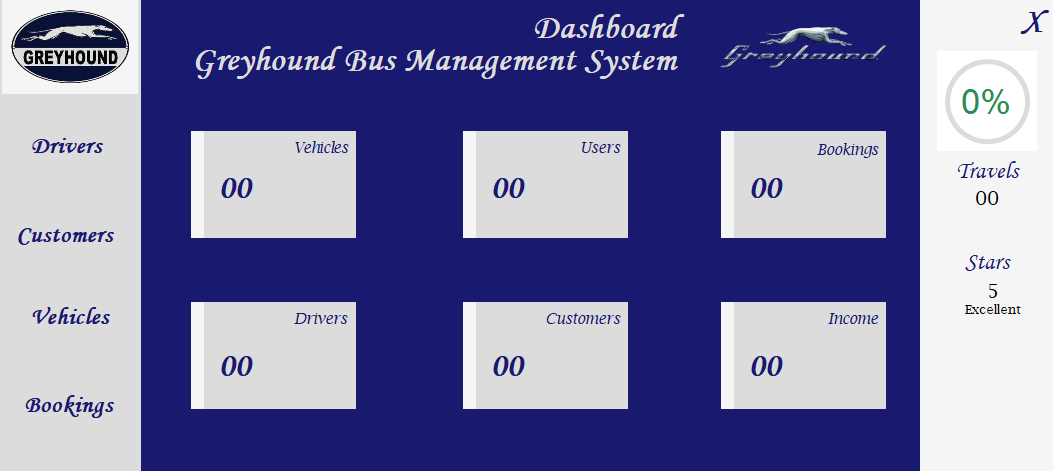 GREYHOUND
Drivers
Customers
Vehicles
Bookings
Dashboard
Greyhound Bus Management System
Greyhound
Vehicles
00
Users
00
Bookings
00
Drivers
00
Customers
00
Income
00
X
0%
Travels
00
Stars
5
Excellent